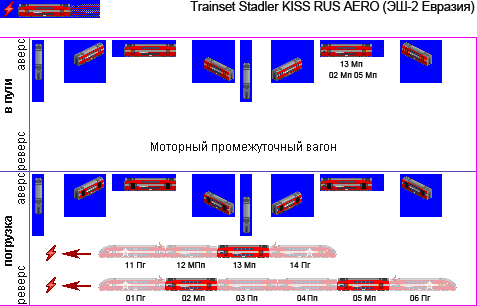 Trainset Stadler KISS RUS AERO (ЭШ-2 Евразия)
аверс
в пути
13 Мп
02 Мп 05 Мп
Моторный промежуточный вагон
реверс
аверс
погрузка
11 Пг 12 МПп 13 Мп 14 Пг
реверс
01 Пг 02 Мп 03 Пп 04 Пп 05 Мп 06 Пг